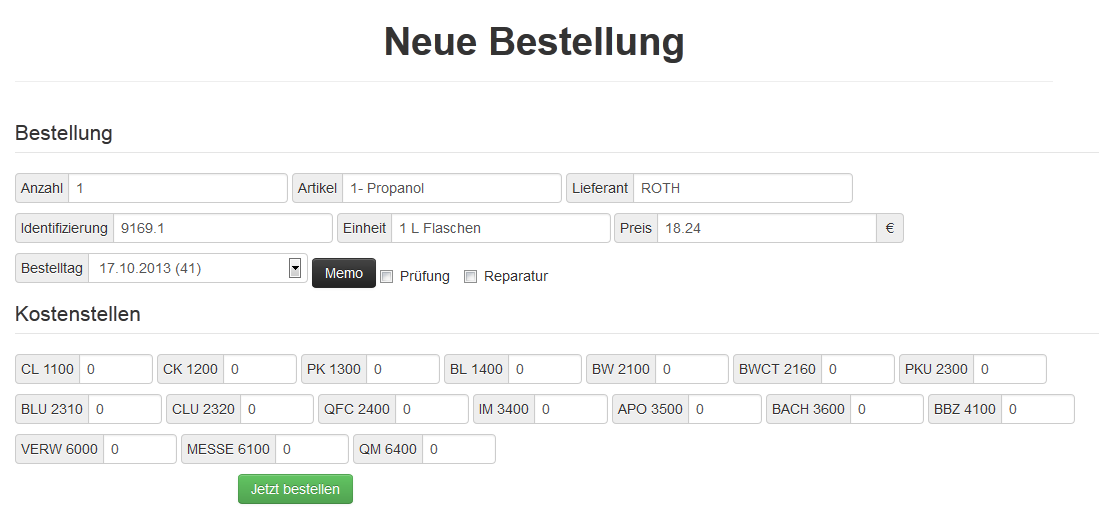 Neue Bestellung
Bestellung
Anzahl 1 Artikel 1- Propanol Lieferant ROTH
Identifizierung 9169.1 Einheit 1 L Flaschen Preis 18.24 €
Bestelltag 17.10.2013 (41) Memo Prüfung Reparatur
Kostenstellen
CL 1100 0 CK 1200 0 PK 1300 0 BL 1400 0 BW 2100 0 BWCT 2160 0 PKU 2300 0
BLU 2310 0 CLU 2320 0 QFC 2400 0 IM 3400 0 APO 3500 0 BACH 3600 0 BBZ 4100 0
VERW 6000 0 MESSE 6100 0 QM 6400 0
Jetzt bestellen